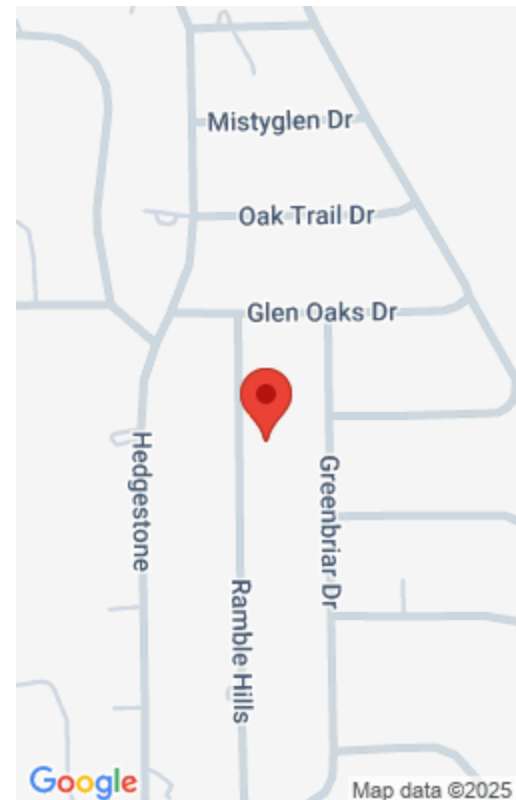 Mistyglen Dr
Oak Trail Dr
Glen Oaks Dr
Hedgestone
Greenbriar Dr
Ramble Hills
Google
Map data ©2025